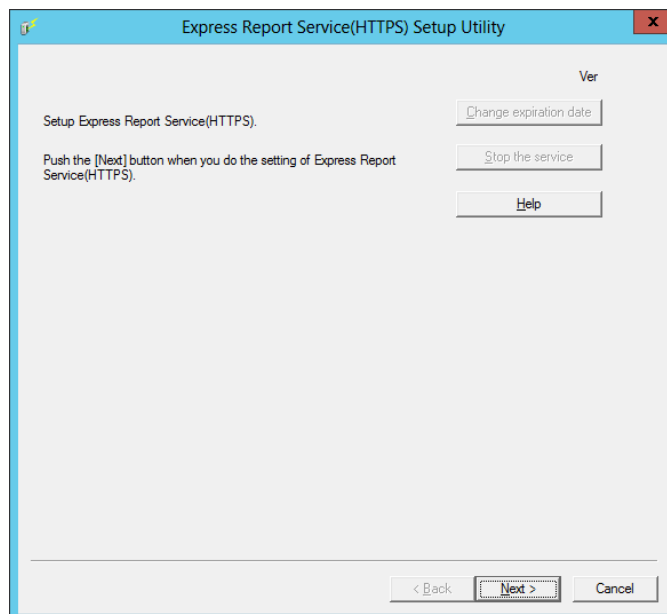 Express Report Service(HTTPS) Setup Utility
x
Ver
Setup Express Report Service(HTTPS).
Change expiration date
Push the [Next] button when you do the setting of Express Report
Service(HTTPS).
Stop the service
Help
< Back
Next >
Cancel